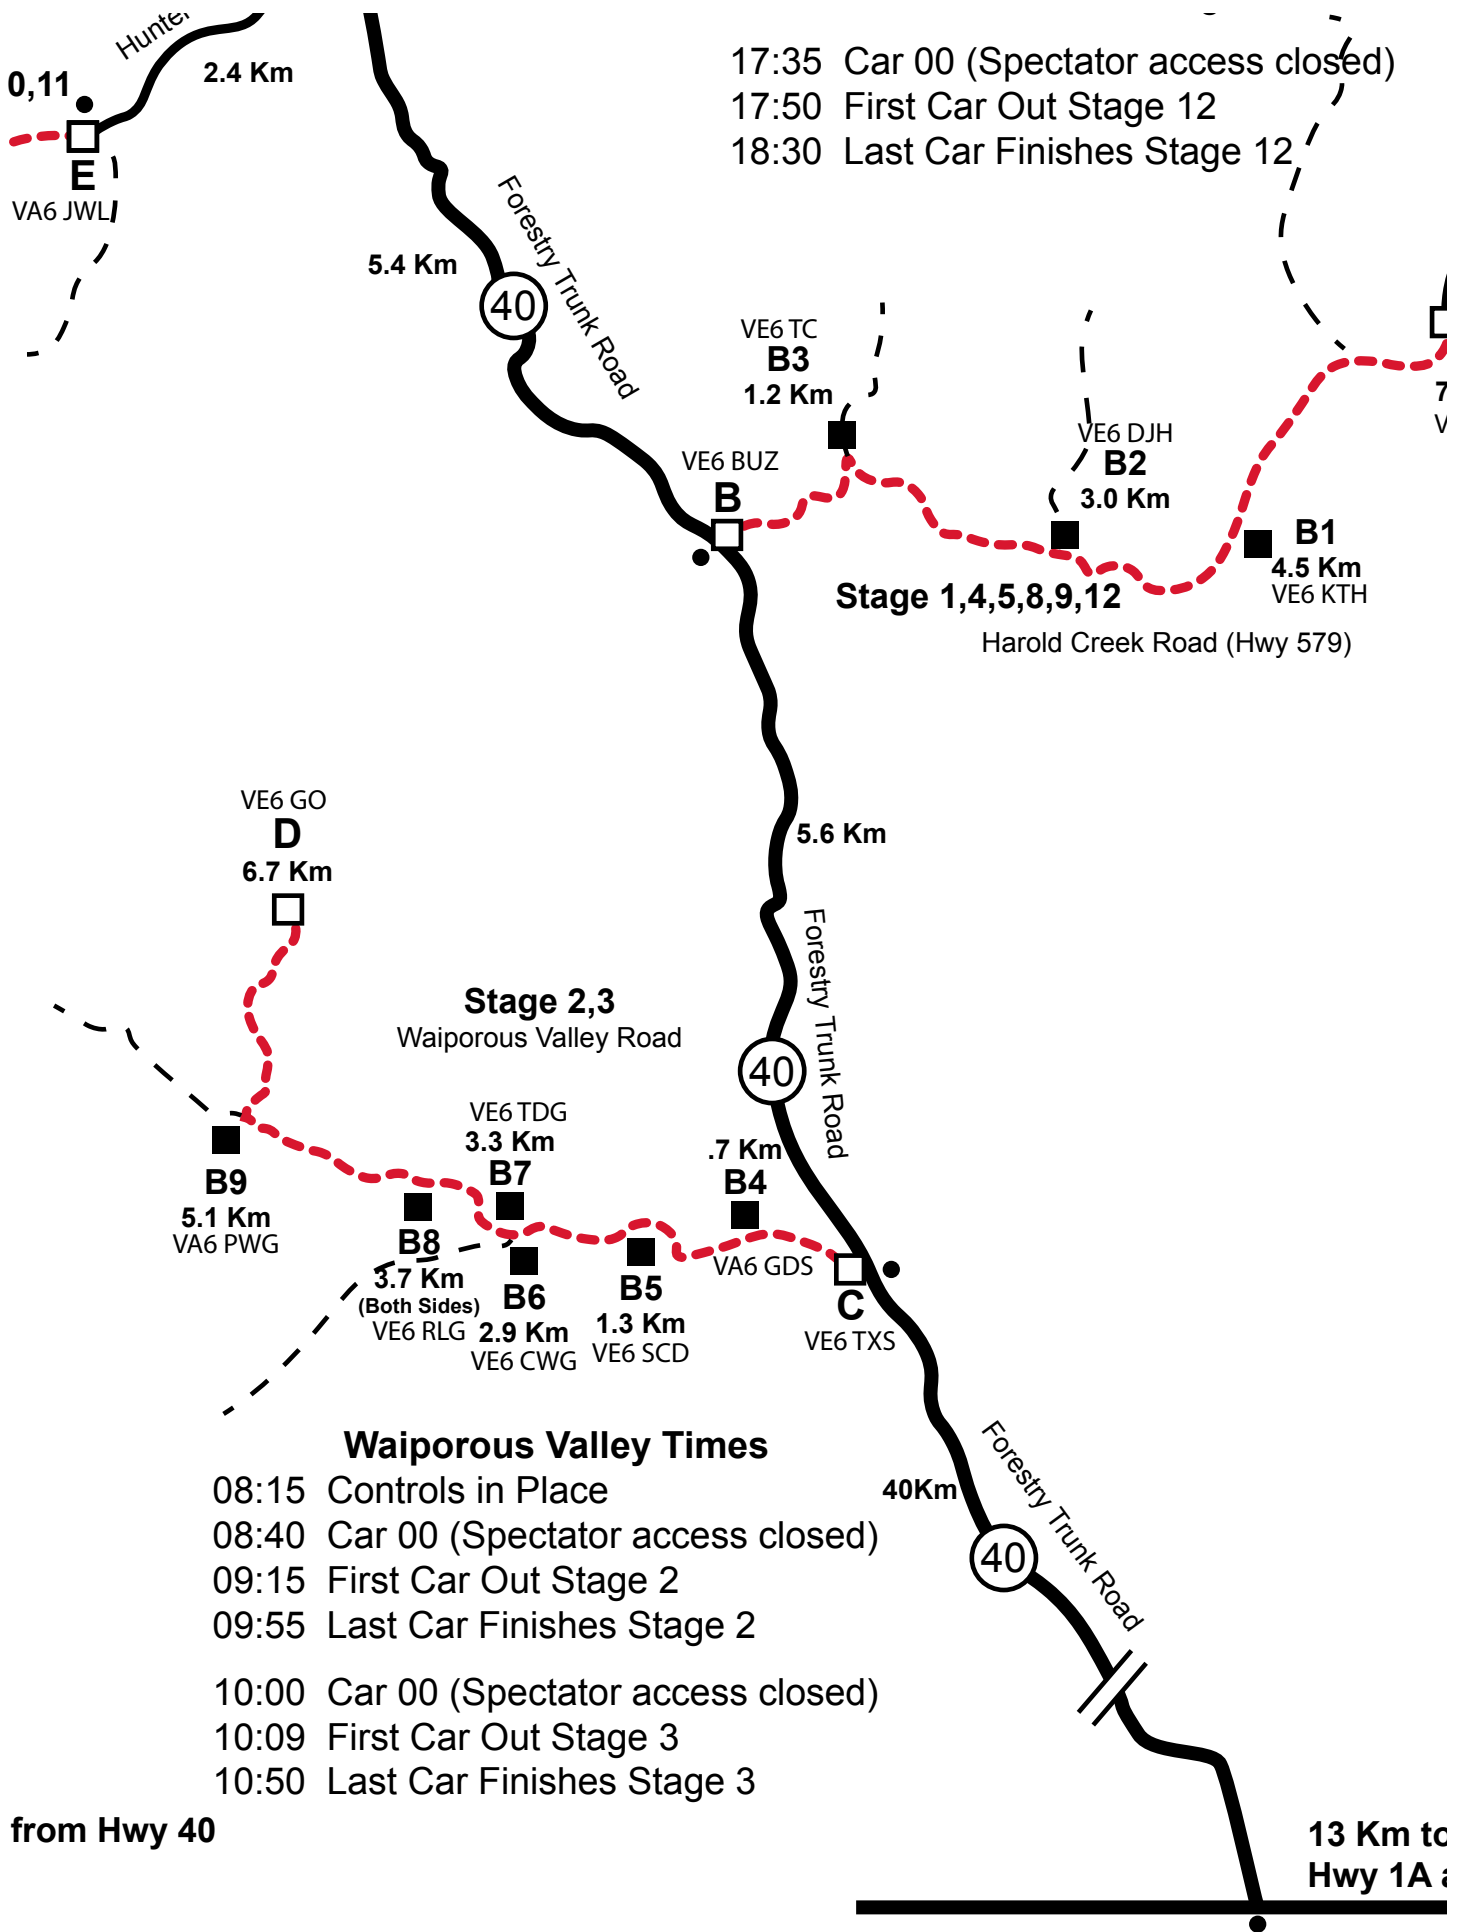 Hunter
2.4 Km
0,11
E
VA6 JWL
17:35 Car 00 (Spectator access closed)
17:50 First Car Out Stage 12
18:30 Last Car Finishes Stage 12
Forestry Trunk Road
5.4 Km
40
VE6 TC
B3
1.2 Km
VE6 BUZ
B
VE6 DJH
B2
3.0 Km
B1
4.5 Km
VE6 KTH
7
V
Stage 1,4,5,8,9,12
Harold Creek Road (Hwy 579)
VE6 GO
D
6.7 Km
5.6 Km
Forestry Trunk Road
Stage 2,3
Waiporous Valley Road
40
VE6 TDG
3.3 Km
B7
.7 Km
B4
VA6 GDS
B9
5.1 Km
VA6 PWG
B8
3.7 Km
(Both Sides)
VE6 RLG
B6
2.9 Km
VE6 CWG
B5
1.3 Km
VE6 SCD
C
VE6 TXS
Waiporous Valley Times
08:15 Controls in Place
08:40 Car 00 (Spectator access closed)
09:15 First Car Out Stage 2
09:55 Last Car Finishes Stage 2
10:00 Car 00 (Spectator access closed)
10:09 First Car Out Stage 3
10:50 Last Car Finishes Stage 3
40Km
Forestry Trunk Road
40
from Hwy 40
13 Km to
Hwy 1A